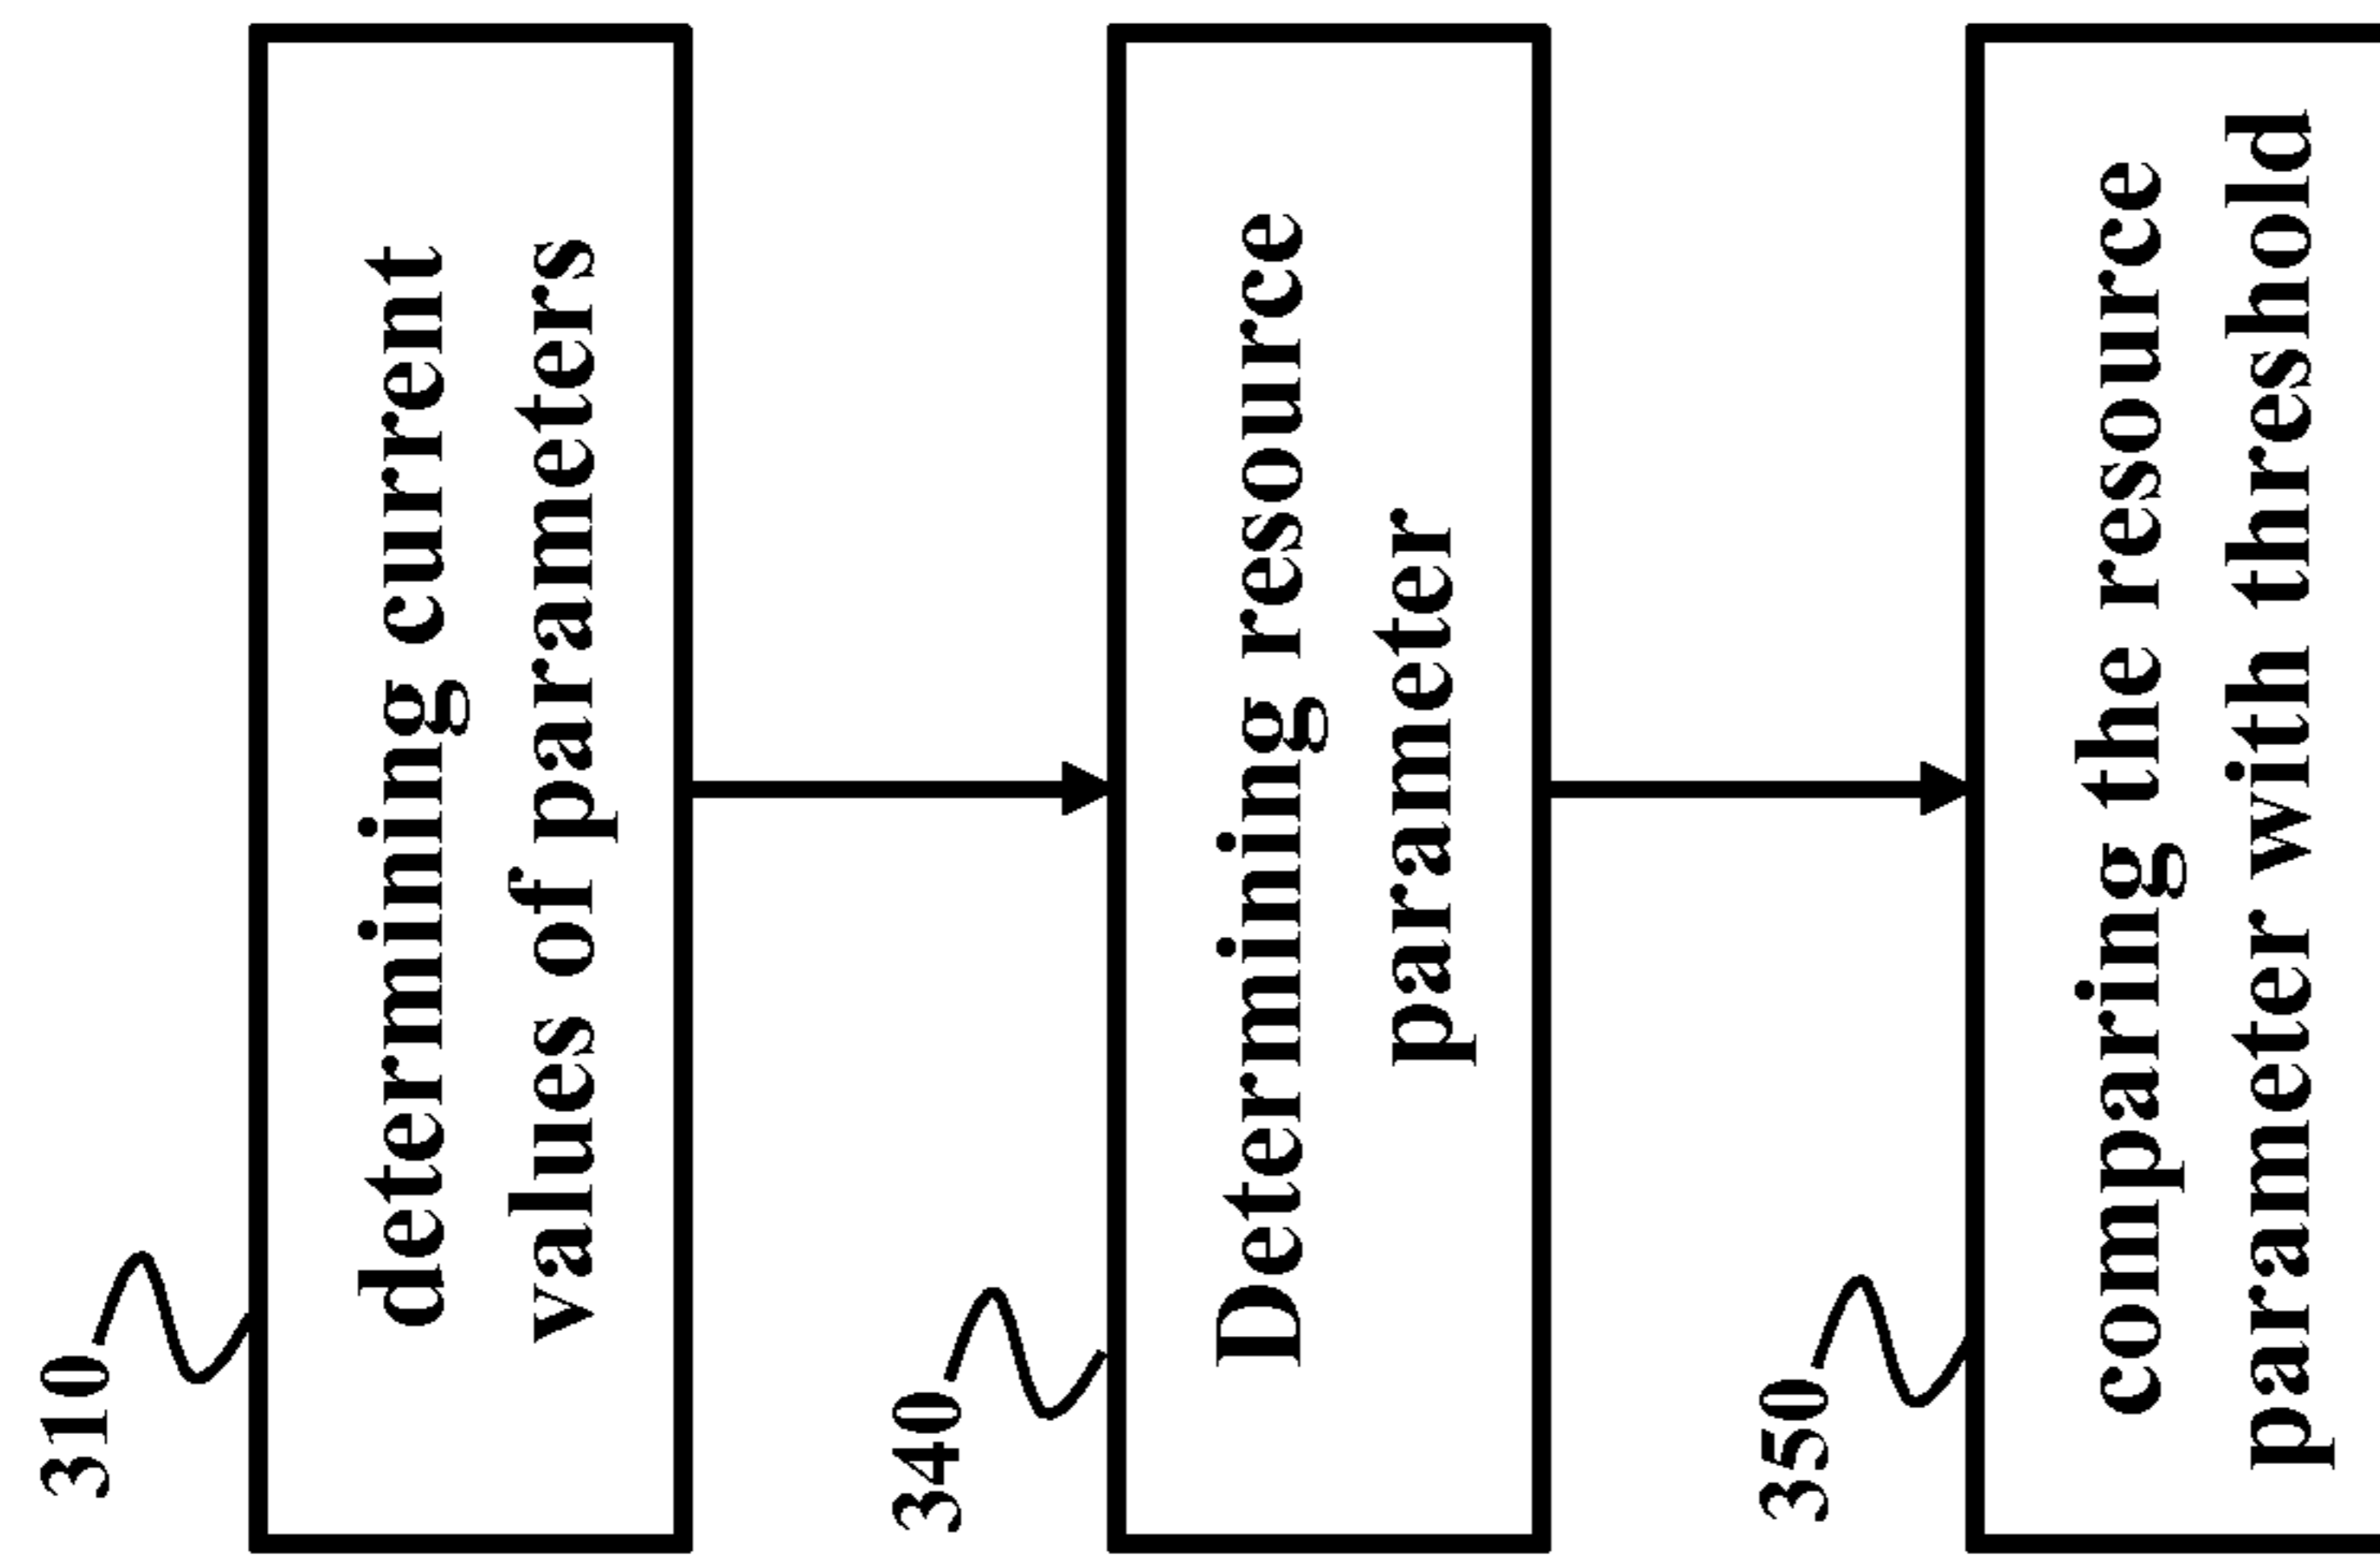 310
determining current
values of parameters
340
Determining resource
parameter
350
comparing the resource
parameter with threshold